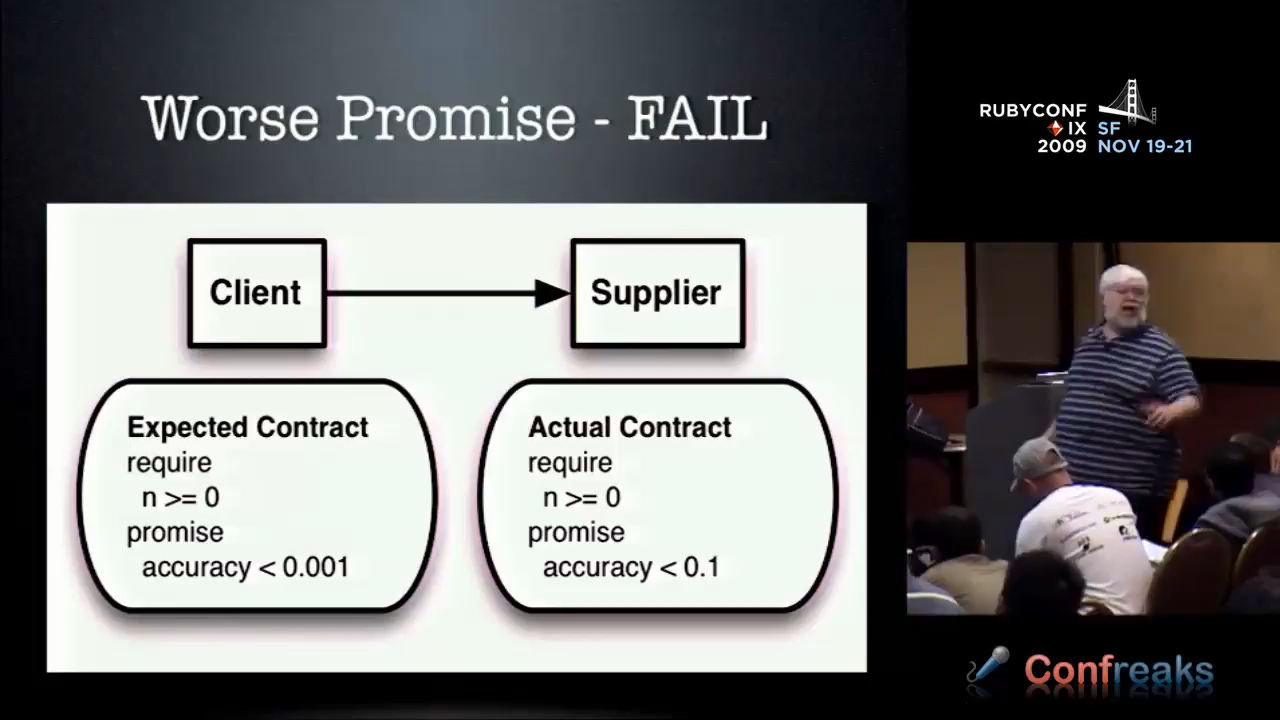 Worse Promise - FAIL
Client
Supplier
Expected Contract
require
n >= 0
promise
accuracy < 0.001
Actual Contract
require
n >= 0
promise
accuracy < 0.1
RUBYCONF
IX SF
2009 NOV 19-21
Confreaks